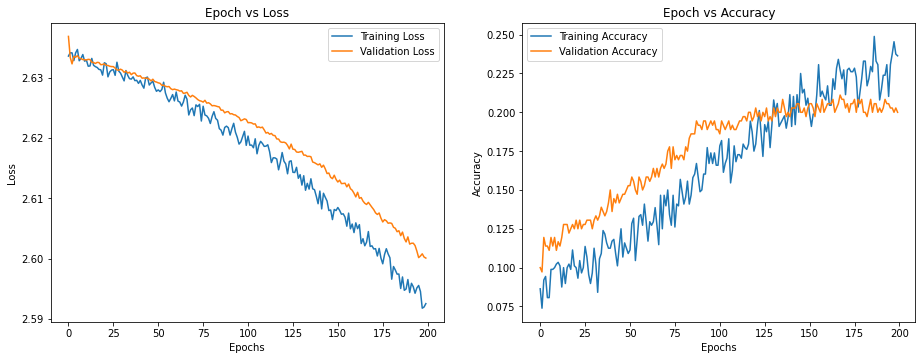 Epoch vs Loss
Training Loss
Validation Loss
2.63
2.62
2.61
2.60
2.59
Loss
0 25 50 75 100 125 150 175 200
Epochs
Epoch vs Accuracy
Training Accuracy
Validation Accuracy
0.250
0.225
0.200
0.175
0.150
0.125
0.100
0.075
Accuracy
0 25 50 75 100 125 150 175 200
Epochs